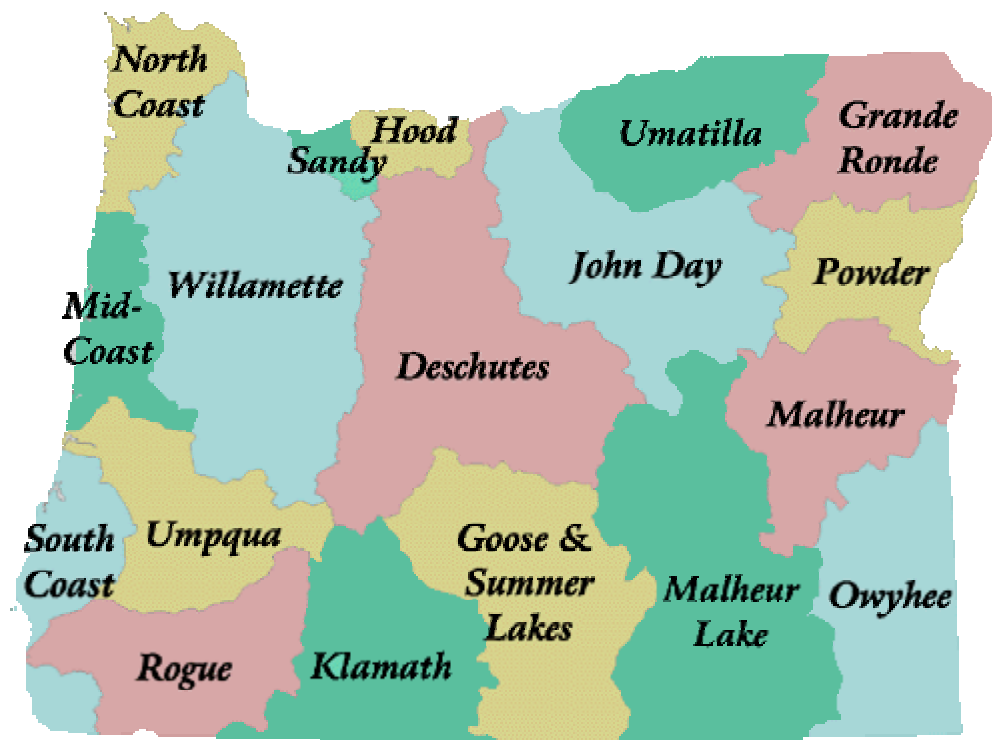 North
Coast
Hood
Sandy
Umatilla
Grande
Ronde
Willamette
John Day
Powder
Mid-
Coast
Deschutes
Malheur
South
Coast
Umpqua
Goose &
Summer
Lakes
Malheur
Lake
Owyhee
Rogue
Klamath